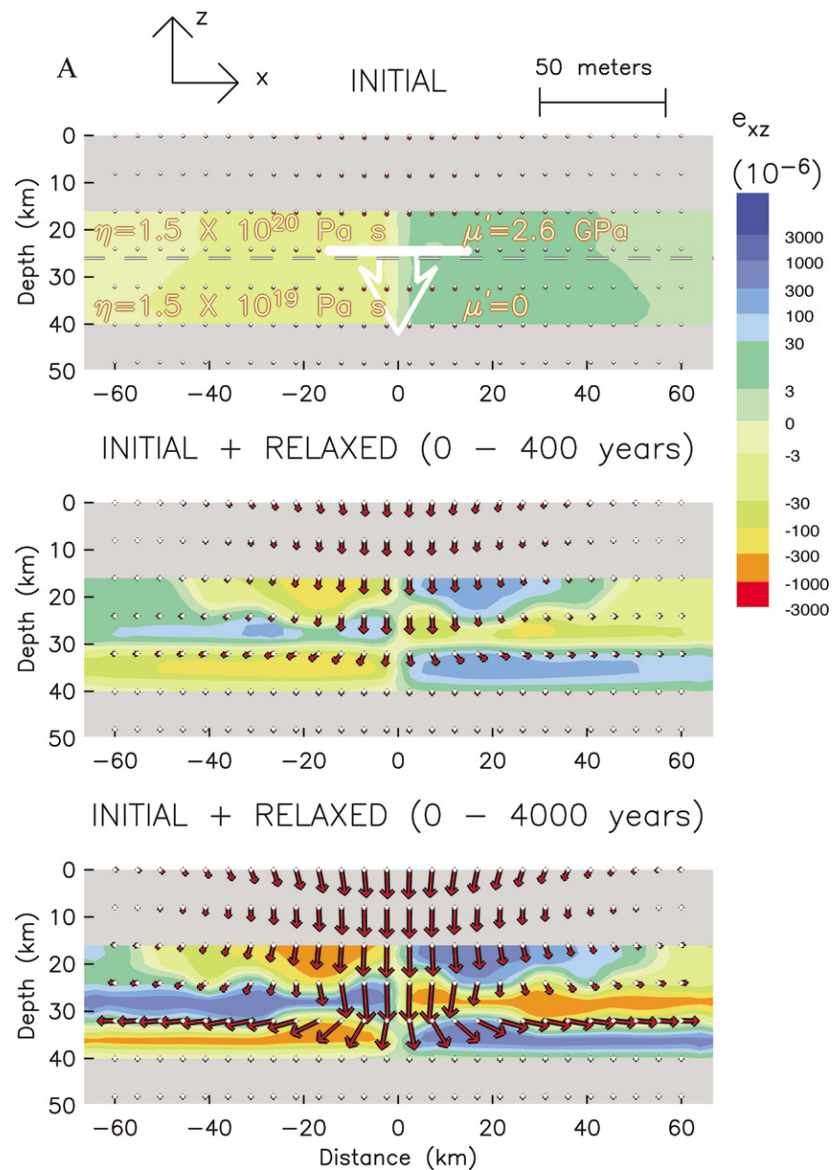 z
A
x
INITIAL
50 meters
e_xz
(10^-6)
0
10
20
30
40
50
Depth (km)
η=1.5 X 10^20 Pa s
μ'=2.6 GPa
η=1.5 X 10^19 Pa s
μ'=0
-60 -40 -20 0 20 40 60
3000
1000
300
100
30
3
0
-3
-30
-100
-300
-1000
-3000
INITIAL + RELAXED (0 - 400 years)
0
10
20
30
40
50
Depth (km)
-60 -40 -20 0 20 40 60
INITIAL + RELAXED (0 - 4000 years)
0
10
20
30
40
50
Depth (km)
-60 -40 -20 0 20 40 60
Distance (km)